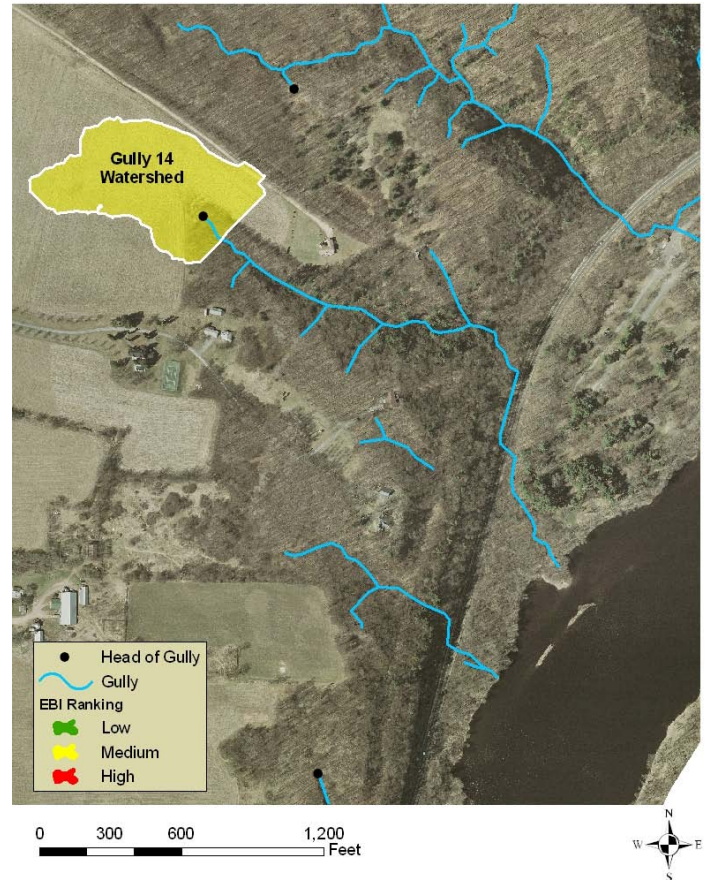 Gully 14
Watershed
Head of Gully
Gully
EBI Ranking
Low
Medium
High
0 300 600 1,200
Feet
N
W E
S